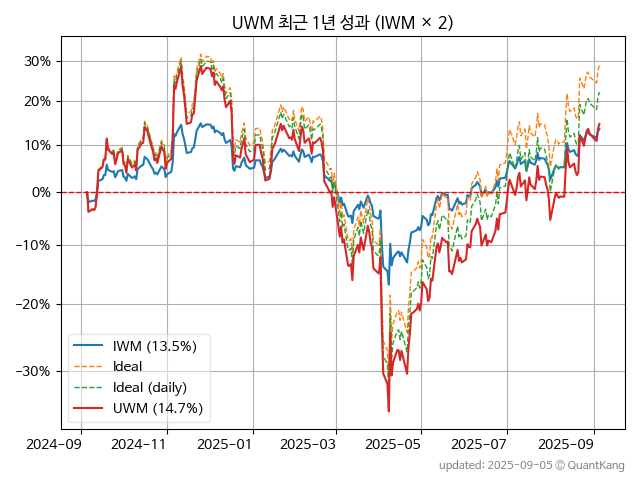 UWM 최근 1년 성과 (IWM × 2)
30%
20%
10%
0%
−10%
−20%
−30%
IWM (13.5%)
Ideal
Ideal (daily)
UWM (14.7%)
2024-09 2024-11 2025-01 2025-03 2025-05 2025-07 2025-09
updated: 2025-09-05 © QuantKang